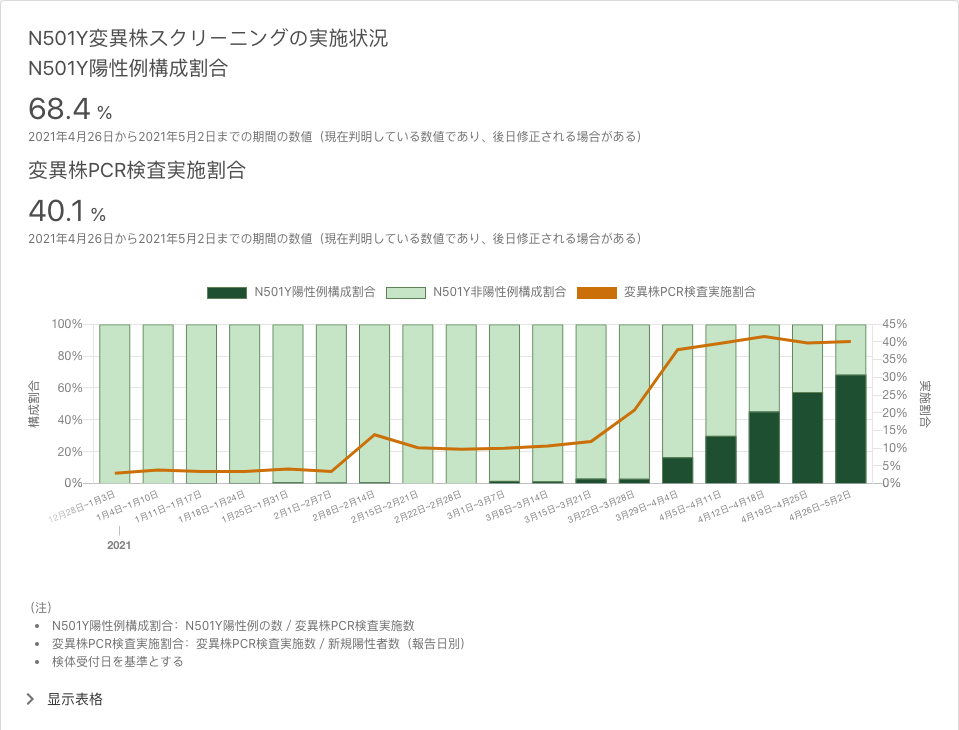 N501Y変異株スクリーニングの実施状況
N501Y陽性例構成割合
68.4 %
2021年4月26日から2021年5月2日までの期間の数値（現在判明している数値であり、後日修正される場合がある）
変異株PCR検査実施割合
40.1 %
2021年4月26日から2021年5月2日までの期間の数値（現在判明している数値であり、後日修正される場合がある）
N501Y陽性例構成割合 N501Y非陽性例構成割合 変異株PCR検査実施割合
構成割合
100%
80%
60%
40%
20%
0%
45%
40%
35%
30%
25%
20%
15%
10%
5%
0%
実施割合
12月28日~1月3日
1月4日~1月10日
1月11日~1月17日
1月18日~1月24日
1月25日~1月31日
2月1日~2月7日
2月8日~2月14日
2月15日~2月21日
2月22日~2月28日
3月1日~3月7日
3月8日~3月14日
3月15日~3月21日
3月22日~3月28日
3月29日~4月4日
4月5日~4月11日
4月12日~4月18日
4月19日~4月25日
4月26日~5月2日
2021
（注）
• N501Y陽性例構成割合：N501Y陽性例の数 / 変異株PCR検査実施数
• 変異株PCR検査実施割合：変異株PCR検査実施数 / 新規陽性者数（報告日別）
• 検体受付日を基準とする
显示表格